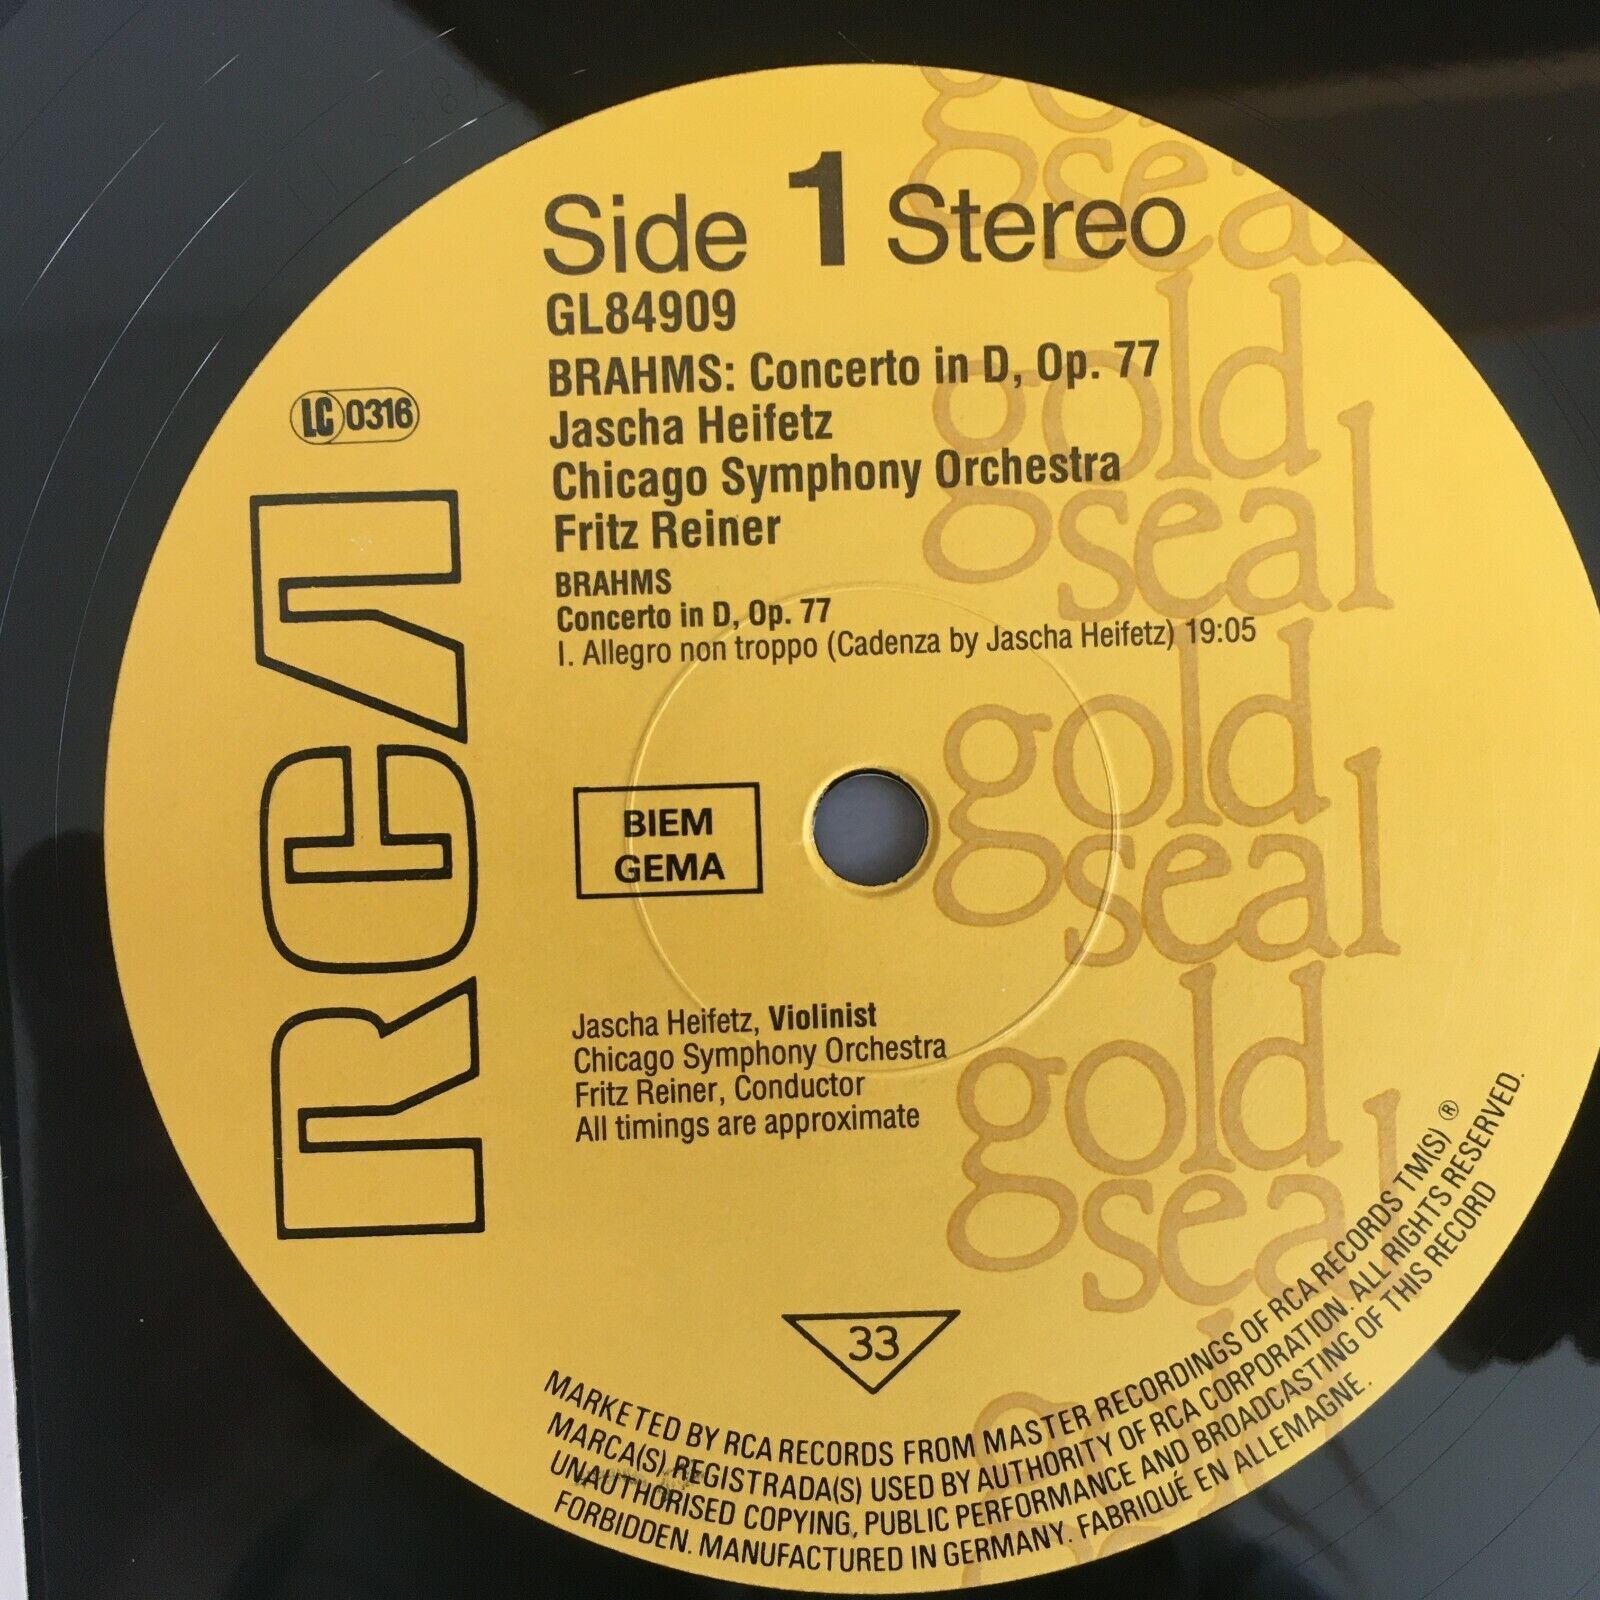 Side 1 Stereo
GL84909
BRAHMS: Concerto in D, Op. 77
Jascha Heifetz
Chicago Symphony Orchestra
Fritz Reiner
BRAHMS
Concerto in D, Op. 77
I. Allegro non troppo (Cadenza by Jascha Heifetz) 19:05
LC 0316
RCA
BIEM
GEMA
Jascha Heifetz, Violinist
Chicago Symphony Orchestra
Fritz Reiner, Conductor
All timings are approximate
33
gold
seal
gold
seal
gold
seal
gold
seal
MARKETED BY RCA RECORDS FROM MASTER RECORDINGS OF RCA RECORDS TM(S) ®
MARCA(S) REGISTRADA(S) USED BY AUTHORITY OF RCA CORPORATION. ALL RIGHTS RESERVED.
UNAUTHORISED COPYING, PUBLIC PERFORMANCE AND BROADCASTING OF THIS RECORD
FORBIDDEN. MANUFACTURED IN GERMANY. FABRIQUÉ EN ALLEMAGNE.